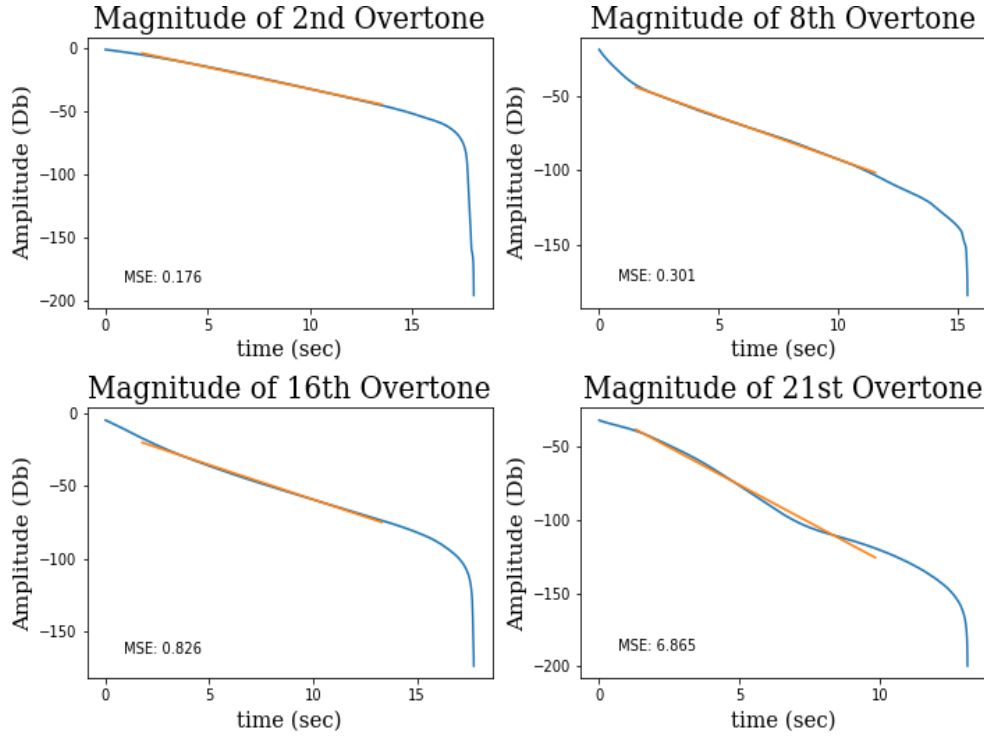 Magnitude of 2nd Overtone
Amplitude (Db)
0
−50
−100
−150
−200
MSE: 0.176
0 5 10 15
time (sec)
Magnitude of 8th Overtone
Amplitude (Db)
−50
−100
−150
MSE: 0.301
0 5 10 15
time (sec)
Magnitude of 16th Overtone
Amplitude (Db)
0
−50
−100
−150
MSE: 0.826
0 5 10 15
time (sec)
Magnitude of 21st Overtone
Amplitude (Db)
−50
−100
−150
−200
MSE: 6.865
0 5 10
time (sec)